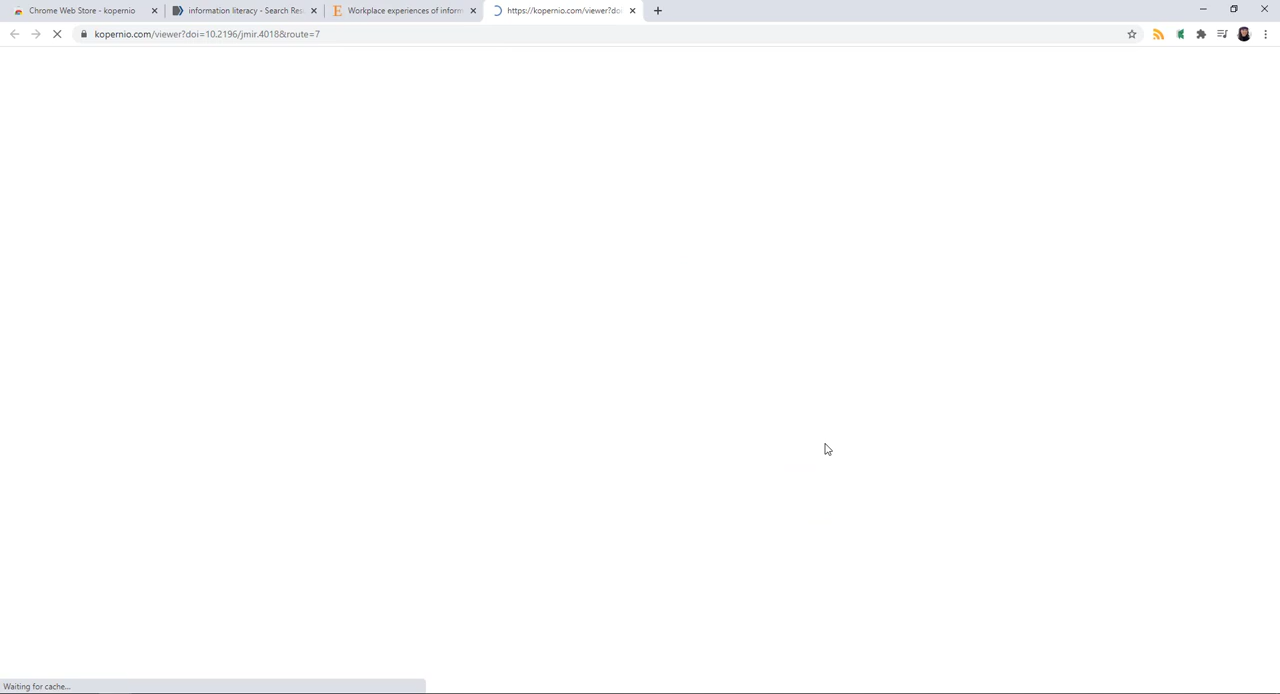 Chrome Web Store - kopernio
information literacy - Search Res
Workplace experiences of inform
https://kopernio.com/viewer?doi
kopernio.com/viewer?doi=10.2196/jmir.4018&route=7
Waiting for cache...